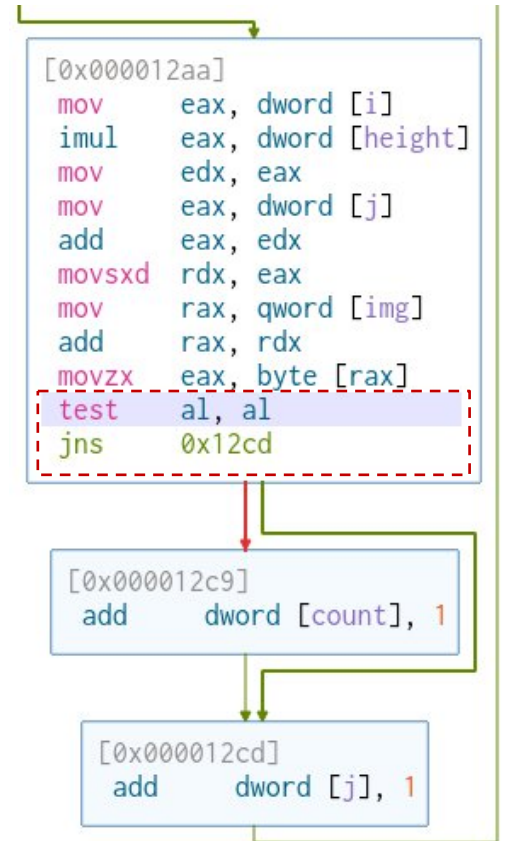 [0x000012aa]
mov eax, dword [i]
imul eax, dword [height]
mov edx, eax
mov eax, dword [j]
add eax, edx
movsxd rdx, eax
mov rax, qword [img]
add rax, rdx
movzx eax, byte [rax]
test al, al
jns 0x12cd
[0x000012c9]
add dword [count], 1
[0x000012cd]
add dword [j], 1